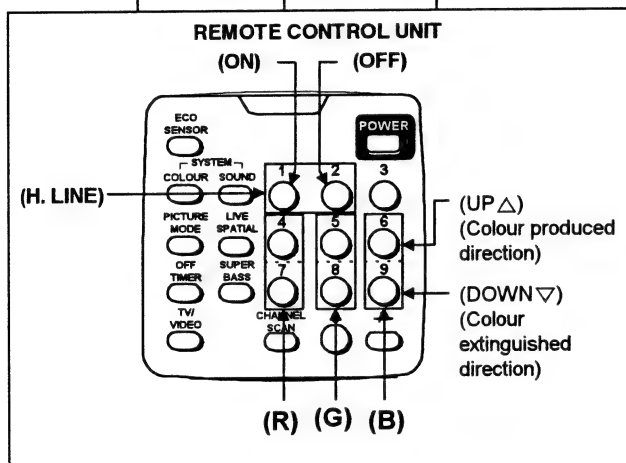 REMOTE CONTROL UNIT
(ON) (OFF)
ECO
SENSOR
POWER
SYSTEM
COLOUR SOUND
1 2 3
(H. LINE)
PICTURE
MODE
LIVE
SPATIAL
4 5 6
(UP △)
(Colour produced
direction)
OFF
TIMER
SUPER
BASS
7 8 9
(DOWN ▽)
(Colour
extinguished
direction)
TV/
VIDEO
CHANNEL
SCAN
(R) (G) (B)